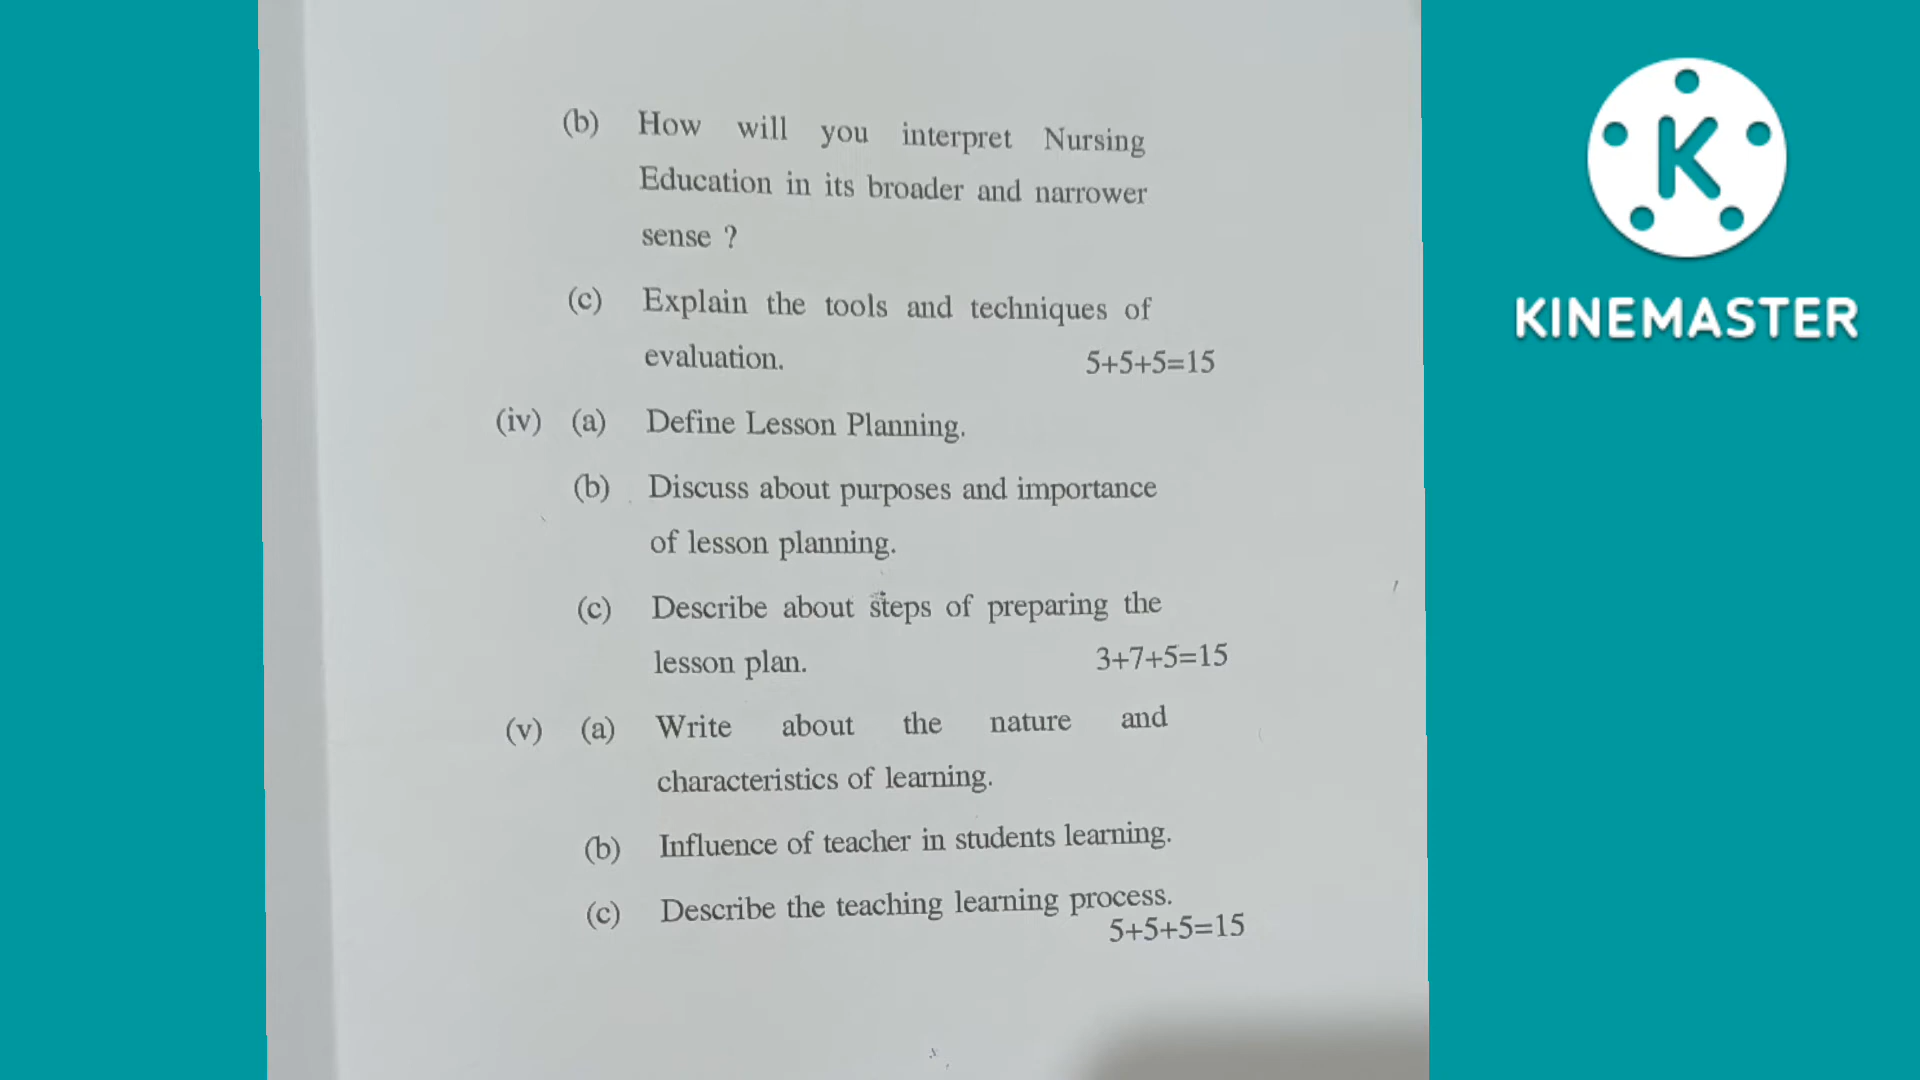 (b) How will you interpret Nursing
Education in its broader and narrower
sense ?
(c) Explain the tools and techniques of
evaluation. 5+5+5=15
(iv) (a) Define Lesson Planning.
(b) Discuss about purposes and importance
of lesson planning.
(c) Describe about steps of preparing the
lesson plan. 3+7+5=15
(v) (a) Write about the nature and
characteristics of learning.
(b) Influence of teacher in students learning.
(c) Describe the teaching learning process.
5+5+5=15
K
KINEMASTER